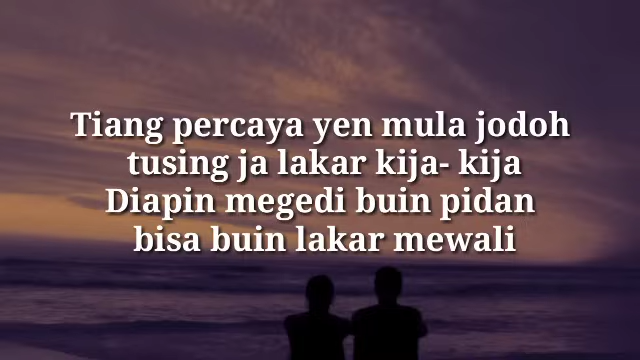 Tiang percaya yen mula jodoh
tusing ja lakar kija- kija
Diapin megedi buin pidan
bisa buin lakar mewali